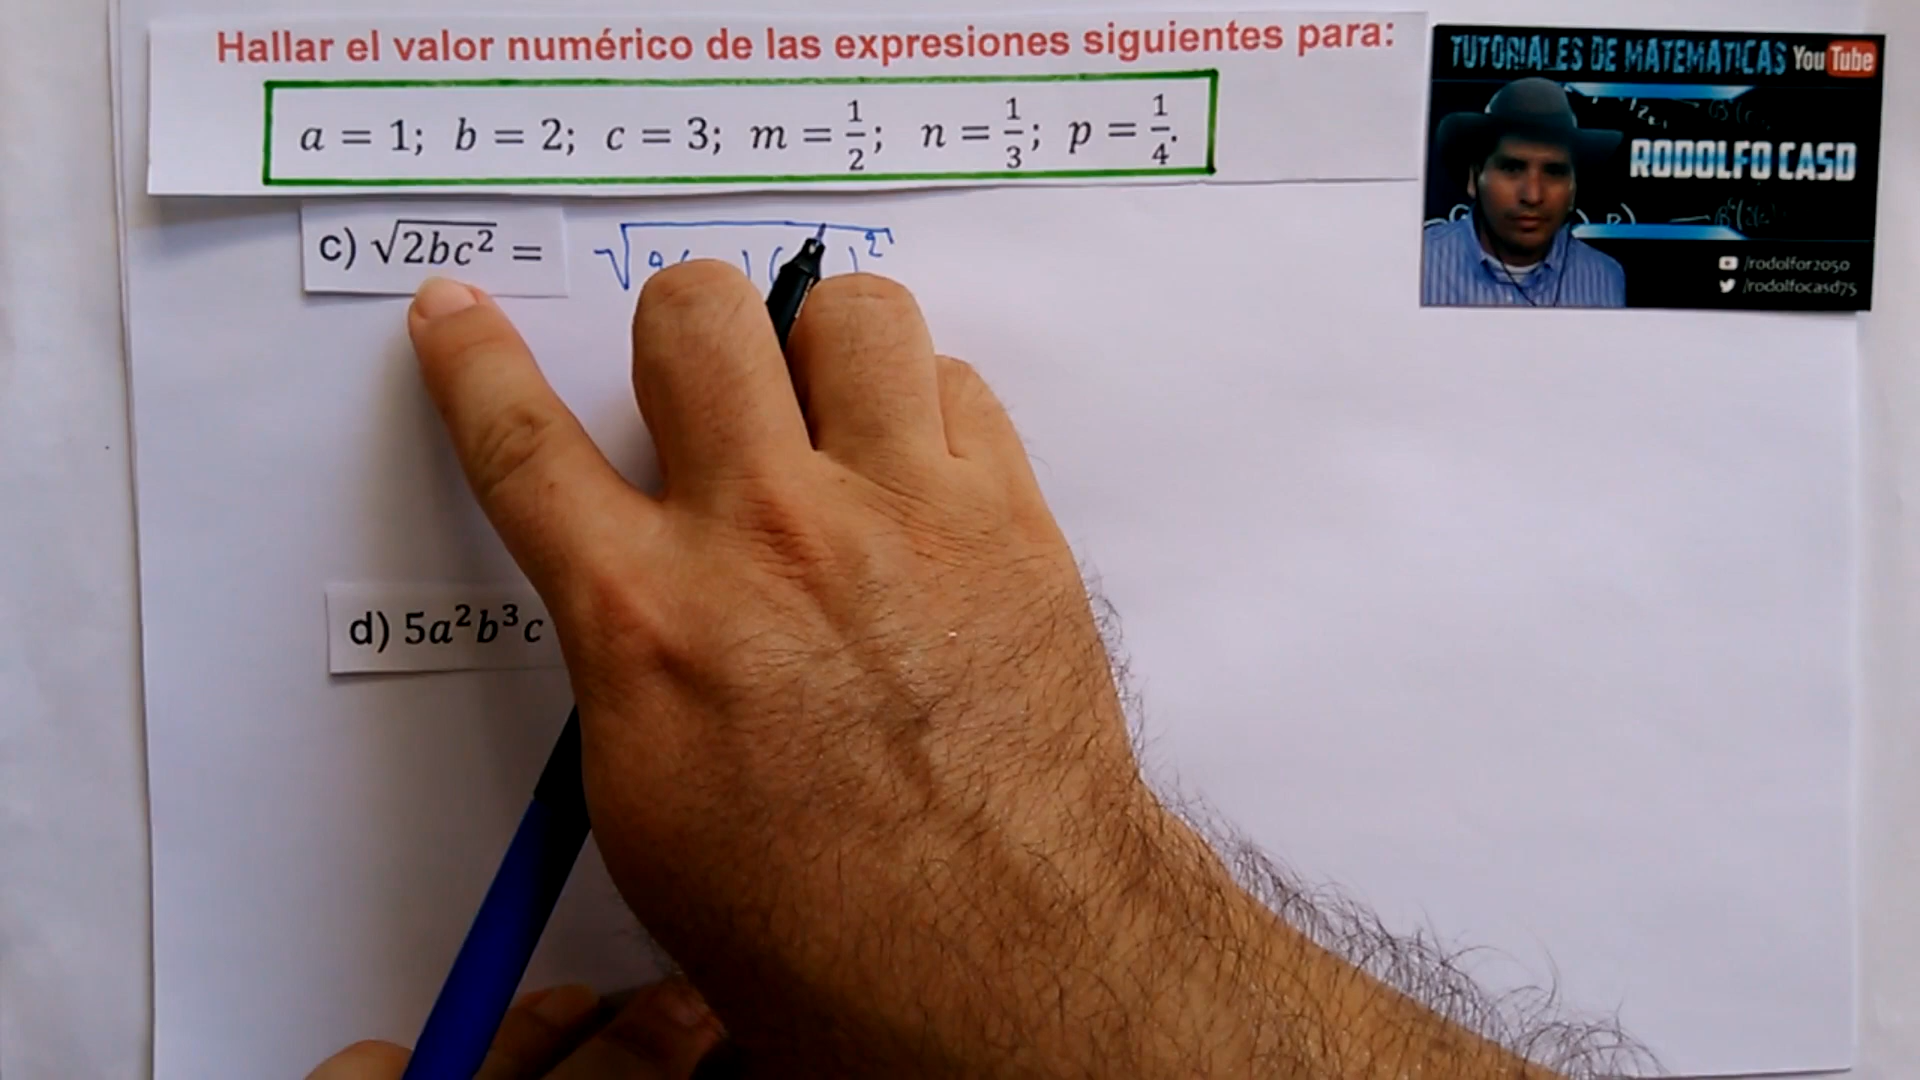 Hallar el valor numérico de las expresiones siguientes para:
a = 1; b = 2; c = 3; m = 1/2; n = 1/3; p = 1/4.
c) √2bc² =
d) 5a²b³c
TUTORIALES DE MATEMATICAS YouTube
RODOLFO CASD
/rodolfor2050
/rodolfocasd75